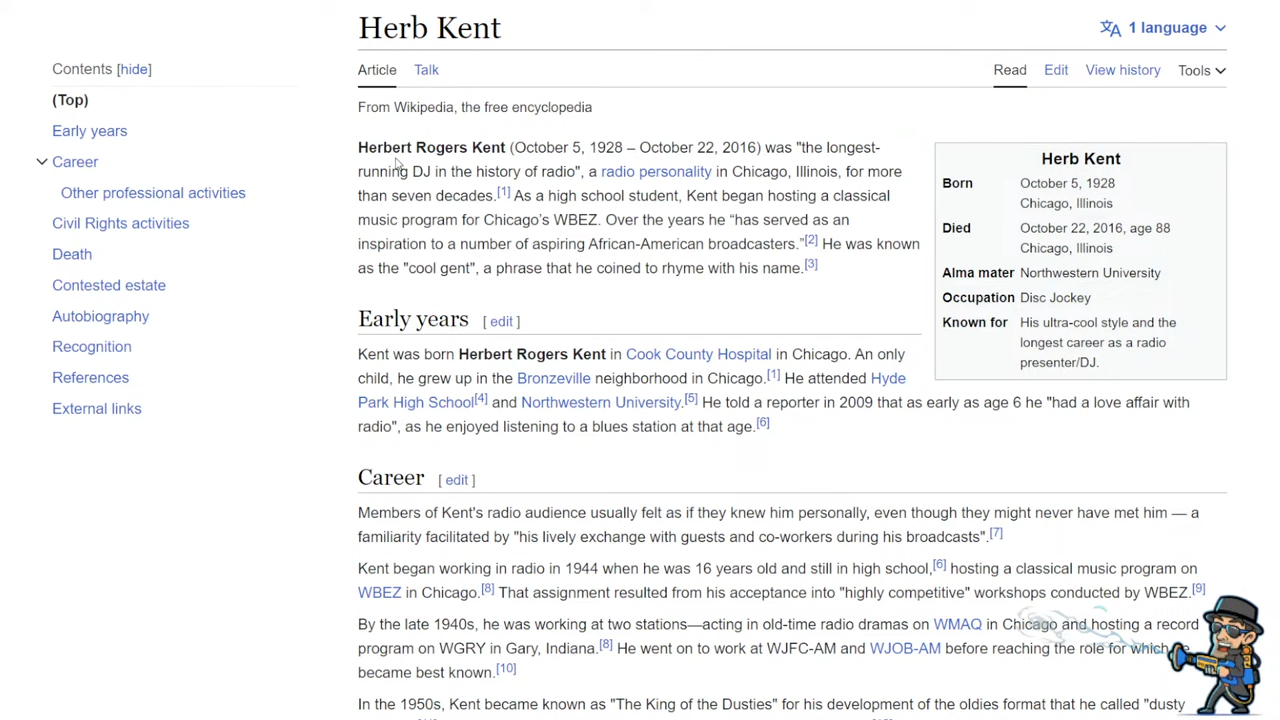 Herb Kent
1 language
Contents [hide]
Article Talk Read Edit View history Tools
(Top)
From Wikipedia, the free encyclopedia
Early years
Career
Other professional activities
Civil Rights activities
Death
Contested estate
Autobiography
Recognition
References
External links
Herbert Rogers Kent (October 5, 1928 – October 22, 2016) was "the longest-
running DJ in the history of radio", a radio personality in Chicago, Illinois, for more
than seven decades.[1] As a high school student, Kent began hosting a classical
music program for Chicago's WBEZ. Over the years he “has served as an
inspiration to a number of aspiring African-American broadcasters.”[2] He was known
as the "cool gent", a phrase that he coined to rhyme with his name.[3]
Herb Kent
Born October 5, 1928
Chicago, Illinois
Died October 22, 2016, age 88
Chicago, Illinois
Alma mater Northwestern University
Occupation Disc Jockey
Known for His ultra-cool style and the
longest career as a radio
presenter/DJ.
Early years [ edit ]
Kent was born Herbert Rogers Kent in Cook County Hospital in Chicago. An only
child, he grew up in the Bronzeville neighborhood in Chicago.[1] He attended Hyde
Park High School[4] and Northwestern University.[5] He told a reporter in 2009 that as early as age 6 he "had a love affair with
radio", as he enjoyed listening to a blues station at that age.[6]
Career [ edit ]
Members of Kent's radio audience usually felt as if they knew him personally, even though they might never have met him — a
familiarity facilitated by "his lively exchange with guests and co-workers during his broadcasts".[7]
Kent began working in radio in 1944 when he was 16 years old and still in high school,[6] hosting a classical music program on
WBEZ in Chicago.[8] That assignment resulted from his acceptance into "highly competitive" workshops conducted by WBEZ.[9]
By the late 1940s, he was working at two stations—acting in old-time radio dramas on WMAQ in Chicago and hosting a record
program on WGRY in Gary, Indiana.[8] He went on to work at WJFC-AM and WJOB-AM before reaching the role for which he
became best known.[10]
In the 1950s, Kent became known as "The King of the Dusties" for his development of the oldies format that he called "dusty